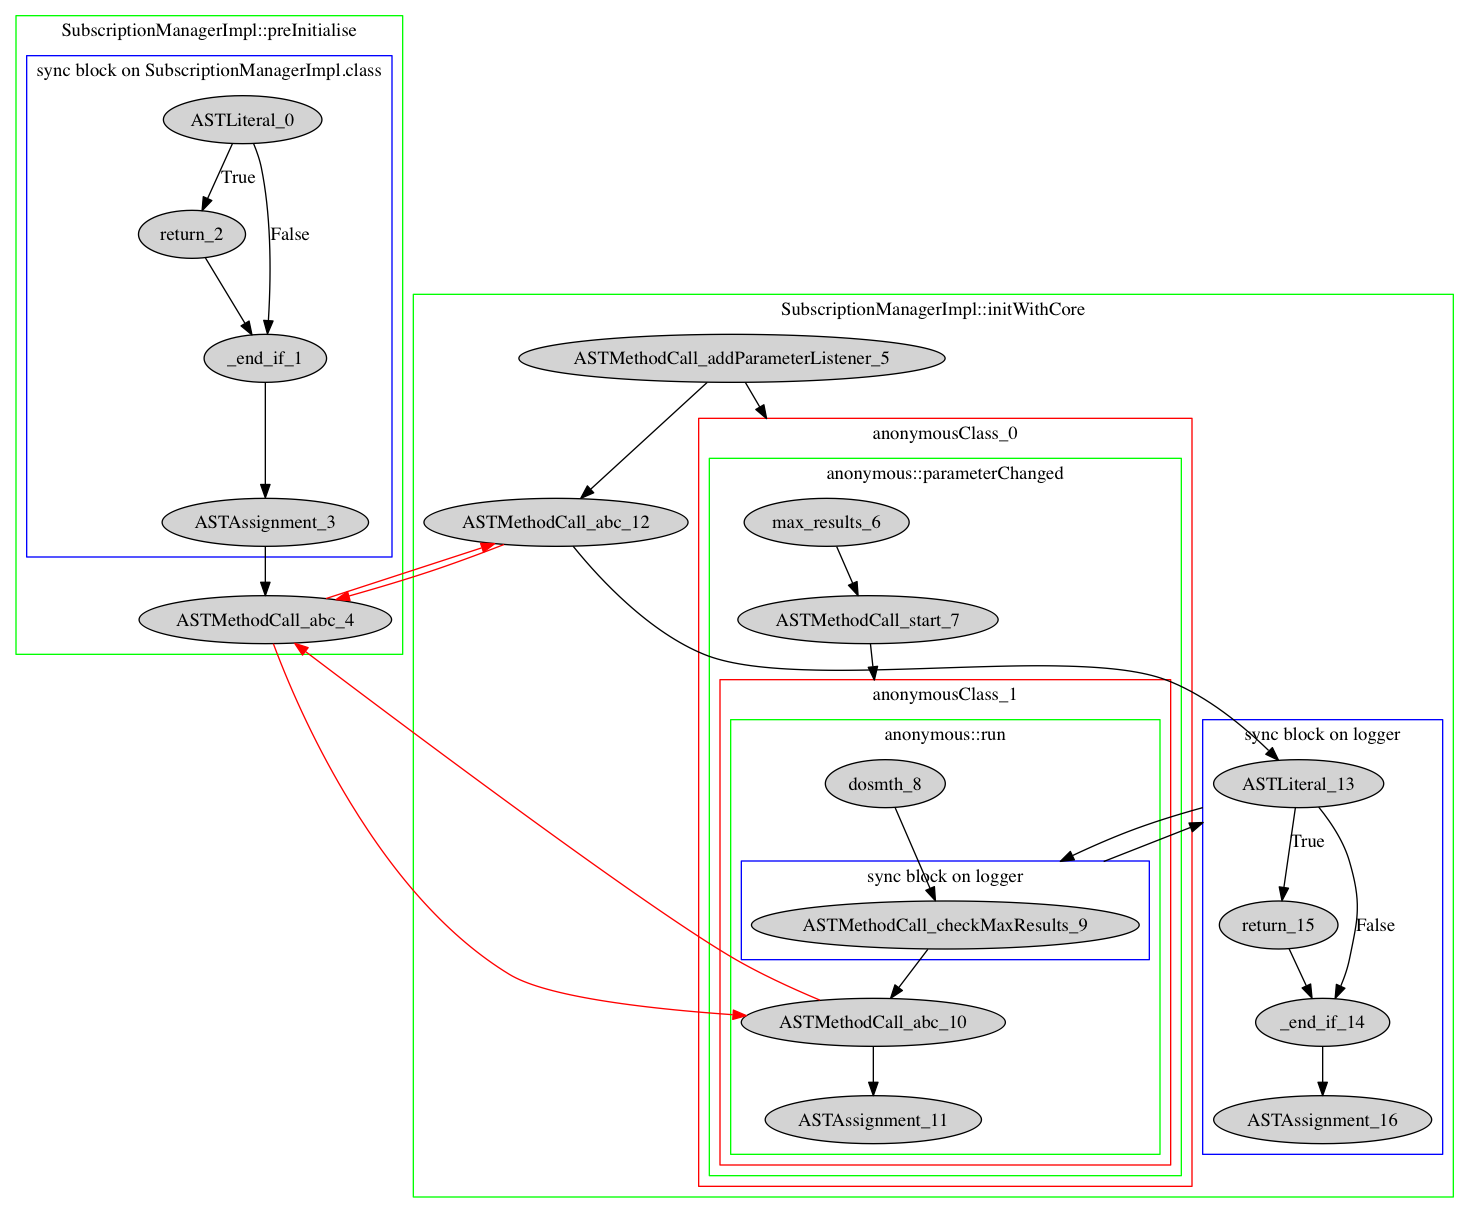 SubscriptionManagerImpl::preInitialise
sync block on SubscriptionManagerImpl.class
ASTLiteral_0
True
return_2
False
_end_if_1
ASTAssignment_3
ASTMethodCall_abc_4
SubscriptionManagerImpl::initWithCore
ASTMethodCall_addParameterListener_5
ASTMethodCall_abc_12
anonymousClass_0
anonymous::parameterChanged
max_results_6
ASTMethodCall_start_7
anonymousClass_1
anonymous::run
dosmth_8
sync block on logger
ASTMethodCall_checkMaxResults_9
ASTMethodCall_abc_10
ASTAssignment_11
sync block on logger
ASTLiteral_13
True
return_15
False
_end_if_14
ASTAssignment_16